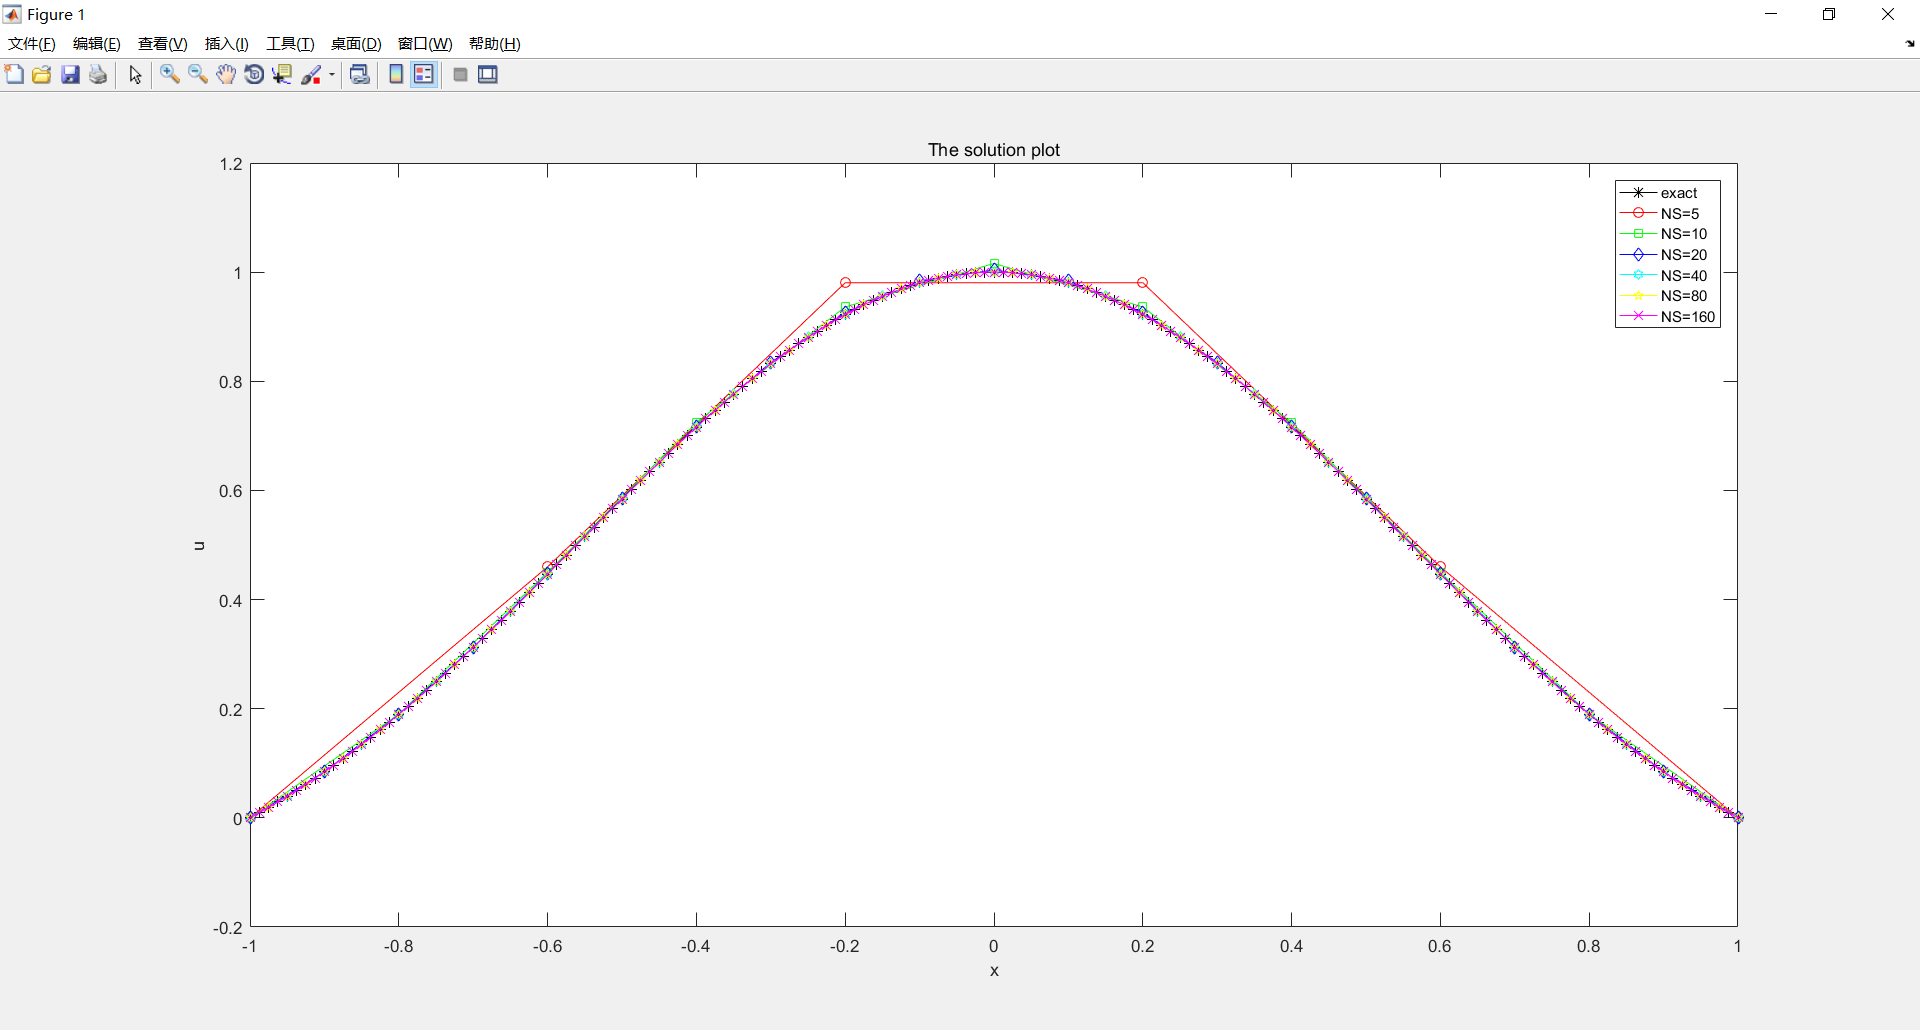 Figure 1
文件(F) 编辑(E) 查看(V) 插入(I) 工具(T) 桌面(D) 窗口(W) 帮助(H)
The solution plot
1.2
1
0.8
0.6
0.4
0.2
0
-0.2
u
exact
NS=5
NS=10
NS=20
NS=40
NS=80
NS=160
-1 -0.8 -0.6 -0.4 -0.2 0 0.2 0.4 0.6 0.8 1
x